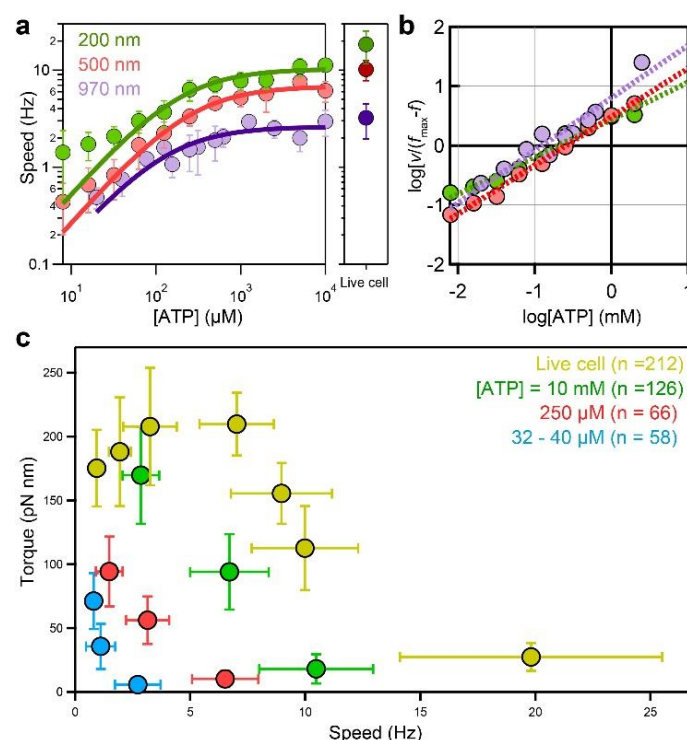 a
200 nm
500 nm
970 nm
Speed (Hz)
10
1
0.1
10¹
10²
10³
10⁴
[ATP] (μM)
Live cell
b
log[v/(f_max-f)
2
1
0
-1
-2
-2
-1
0
1
log[ATP] (mM)
c
Live cell (n =212)
[ATP] = 10 mM (n =126)
250 μM (n = 66)
32 - 40 μM (n = 58)
Torque (pN nm)
250
200
150
100
50
0
0
5
10
15
20
25
Speed (Hz)